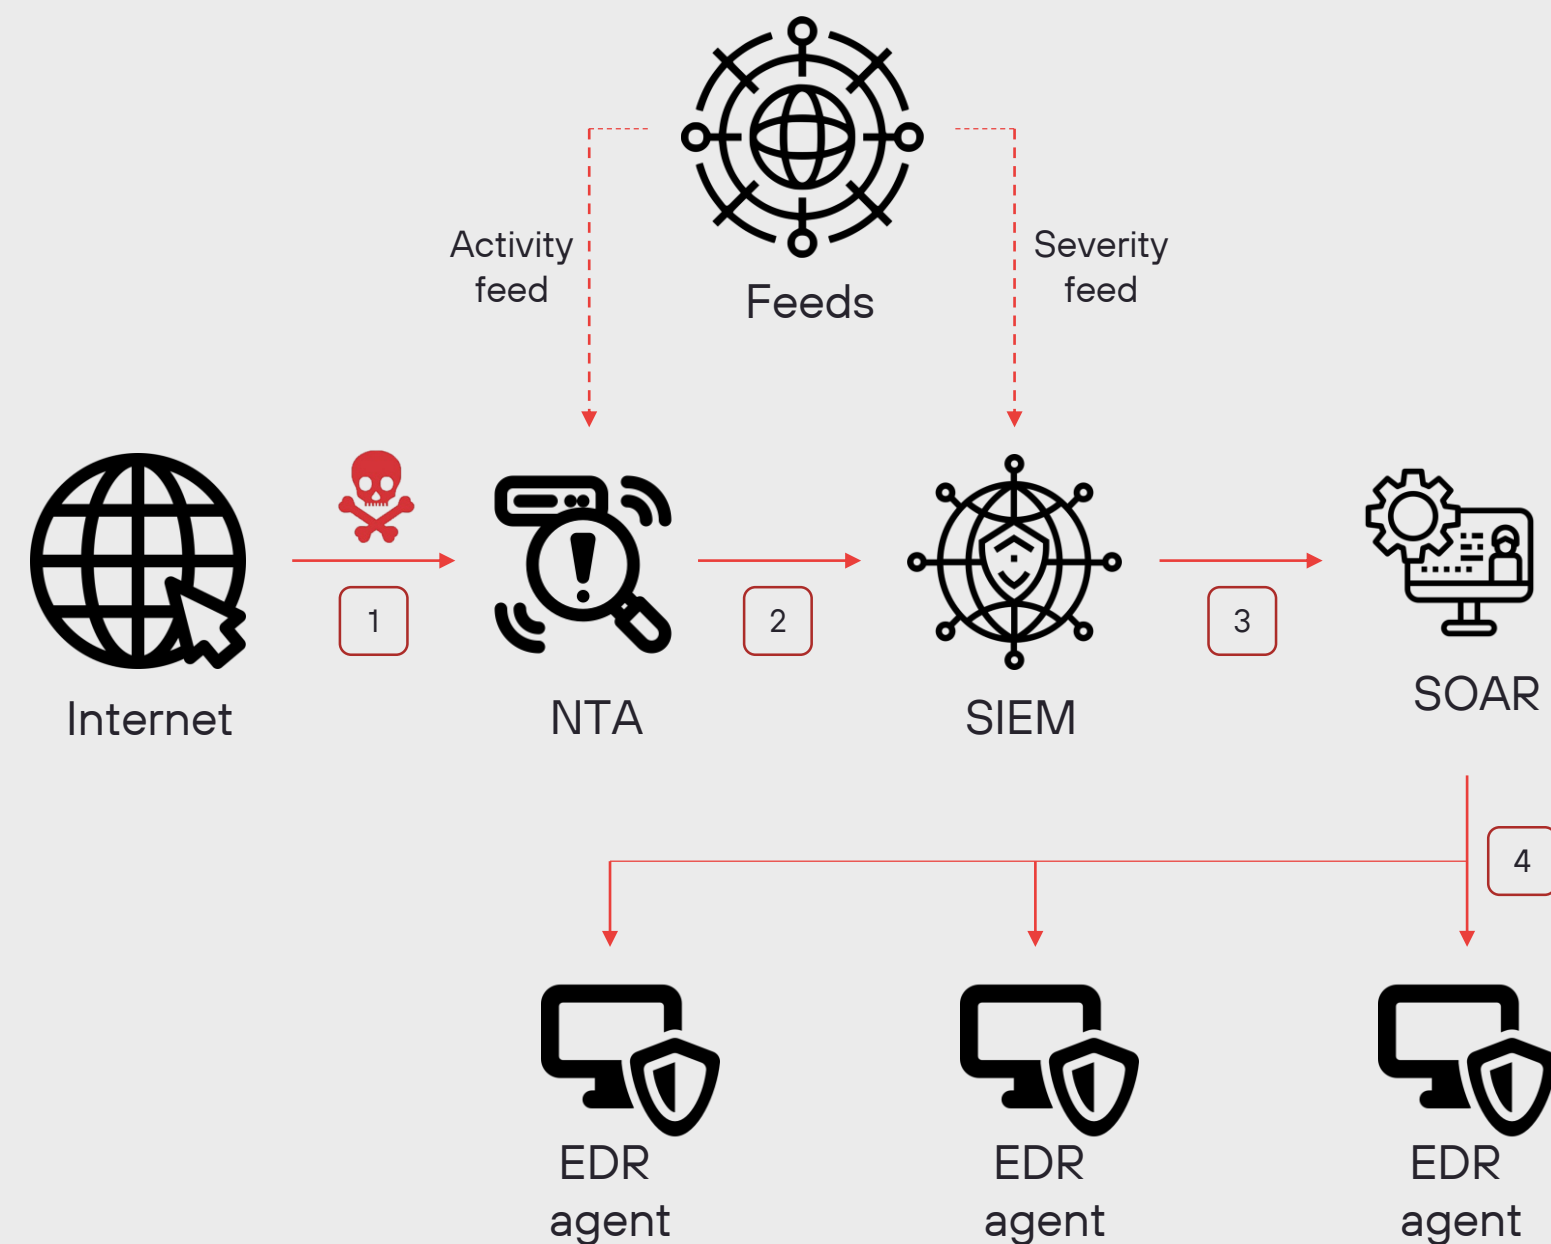 Activity
feed
Severity
feed
Feeds
1
2
3
Internet
NTA
SIEM
SOAR
4
EDR
agent
EDR
agent
EDR
agent